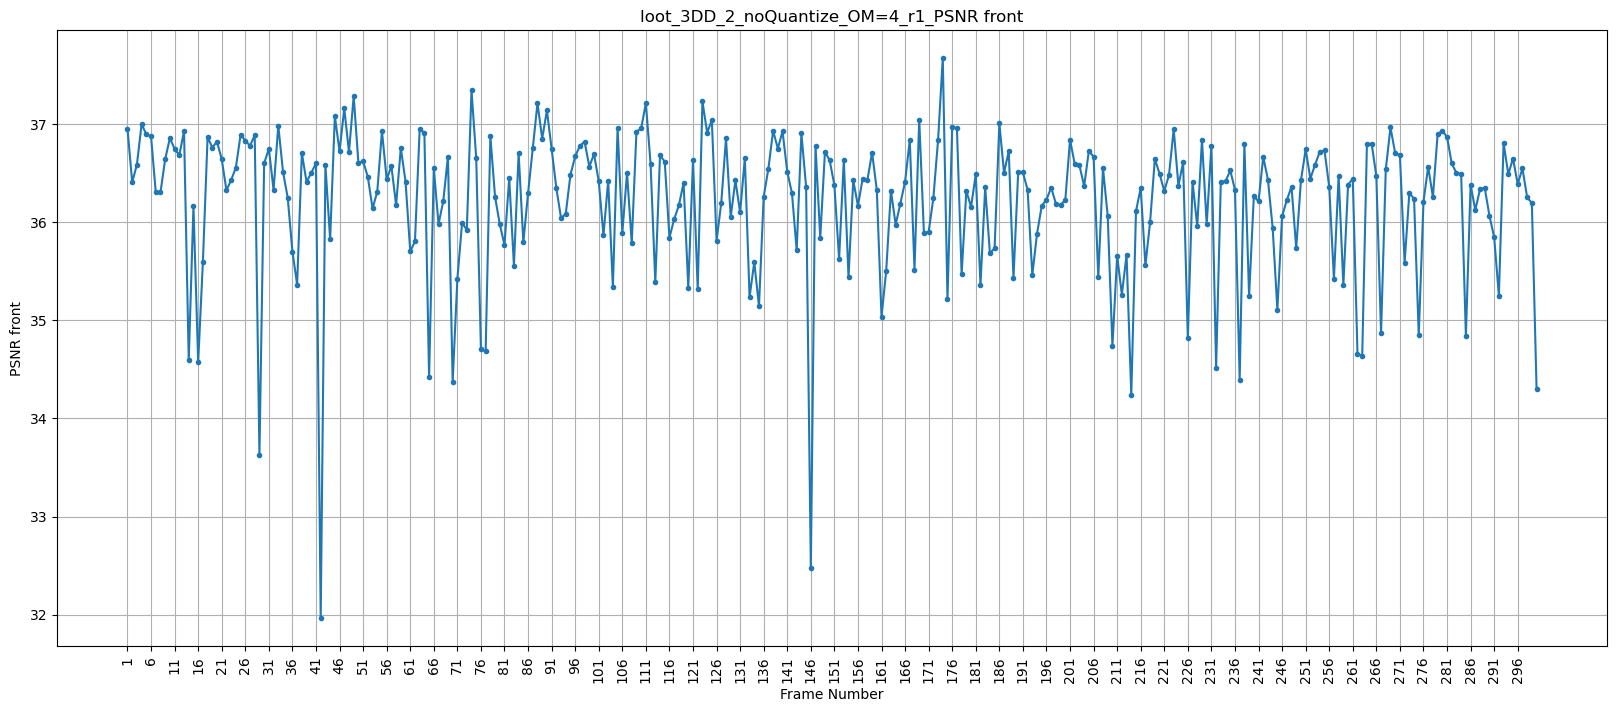 loot_3DD_2_noQuantize_OM=4_r1_PSNR front
PSNR front
37
36
35
34
33
32
1 6 11 16 21 26 31 36 41 46 51 56 61 66 71 76 81 86 91 96 101 106 111 116 121 126 131 136 141 146 151 156 161 166 171 176 181 186 191 196 201 206 211 216 221 226 231 236 241 246 251 256 261 266 271 276 281 286 291 296
Frame Number